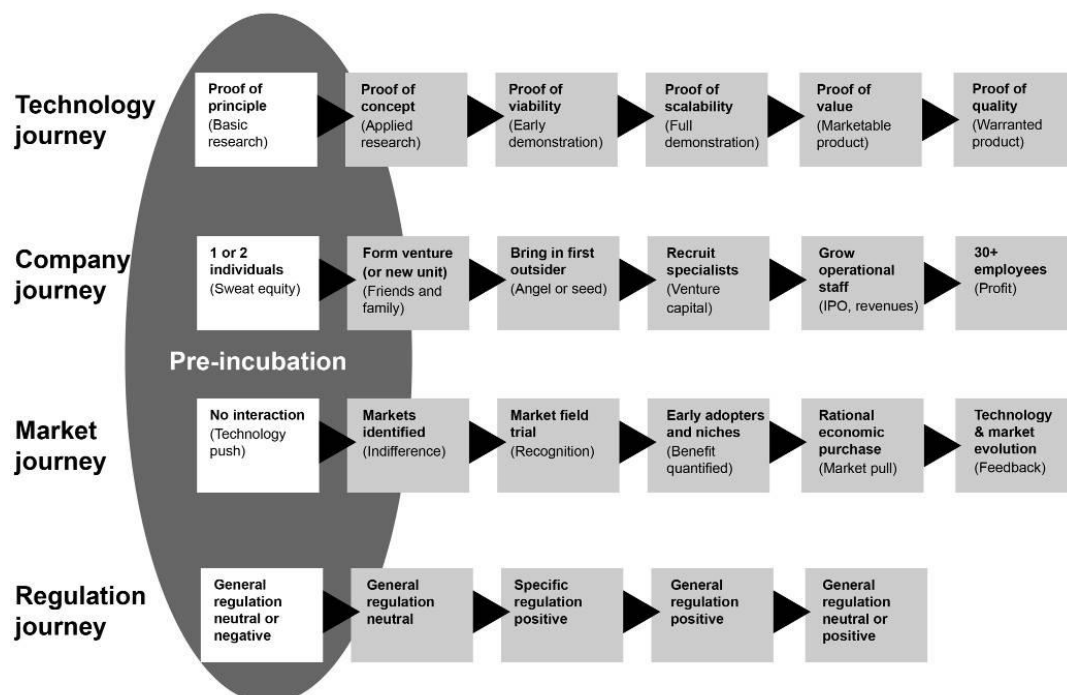 Technology
journey
Proof of
principle
(Basic
research)
Proof of
concept
(Applied
research)
Proof of
viability
(Early
demonstration)
Proof of
scalability
(Full
demonstration)
Proof of
value
(Marketable
product)
Proof of
quality
(Warranted
product)
Company
journey
1 or 2
individuals
(Sweat equity)
Form venture
(or new unit)
(Friends and
family)
Bring in first
outsider
(Angel or seed)
Recruit
specialists
(Venture
capital)
Grow
operational
staff
(IPO, revenues)
30+
employees
(Profit)
Pre-incubation
Market
journey
No interaction
(Technology
push)
Markets
identified
(Indifference)
Market field
trial
(Recognition)
Early adopters
and niches
(Benefit
quantified)
Rational
economic
purchase
(Market pull)
Technology
& market
evolution
(Feedback)
Regulation
journey
General
regulation
neutral or
negative
General
regulation
neutral
Specific
regulation
positive
General
regulation
positive
General
regulation
neutral or
positive